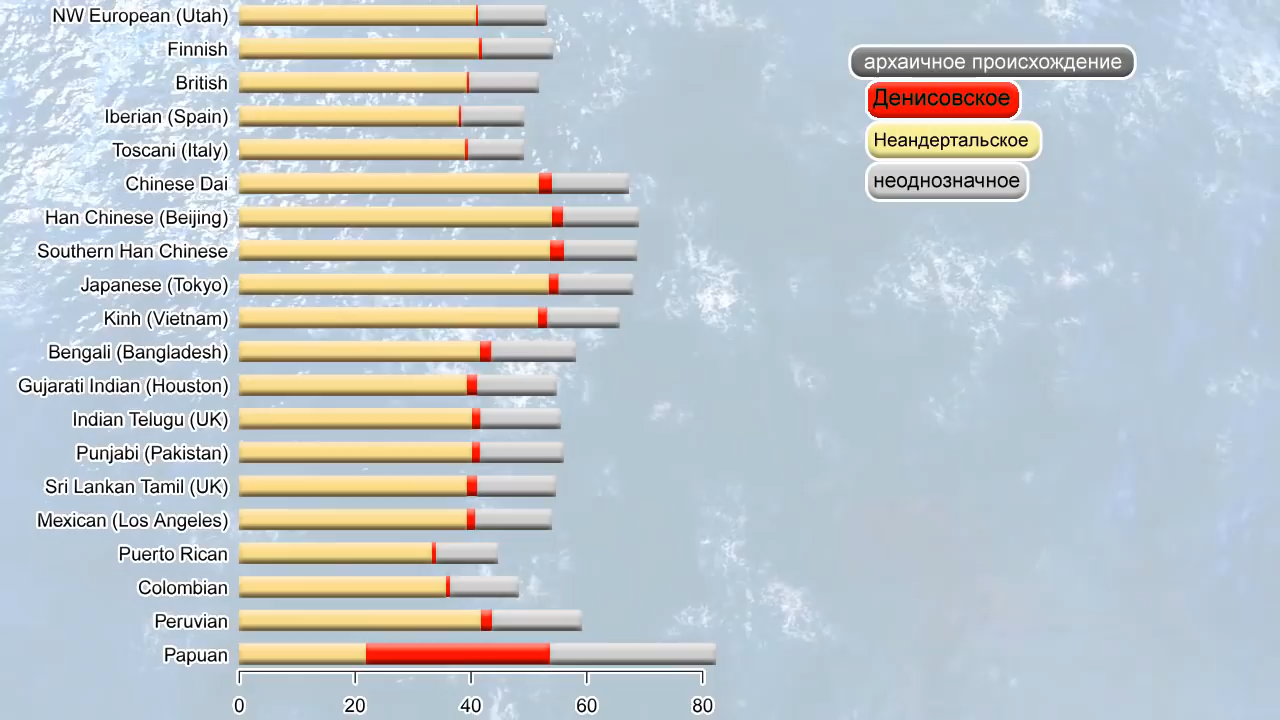 NW European (Utah)
Finnish
British
Iberian (Spain)
Toscani (Italy)
Chinese Dai
Han Chinese (Beijing)
Southern Han Chinese
Japanese (Tokyo)
Kinh (Vietnam)
Bengali (Bangladesh)
Gujarati Indian (Houston)
Indian Telugu (UK)
Punjabi (Pakistan)
Sri Lankan Tamil (UK)
Mexican (Los Angeles)
Puerto Rican
Colombian
Peruvian
Papuan
0 20 40 60 80
архаичное происхождение
Денисовское
Неандертальское
неоднозначное